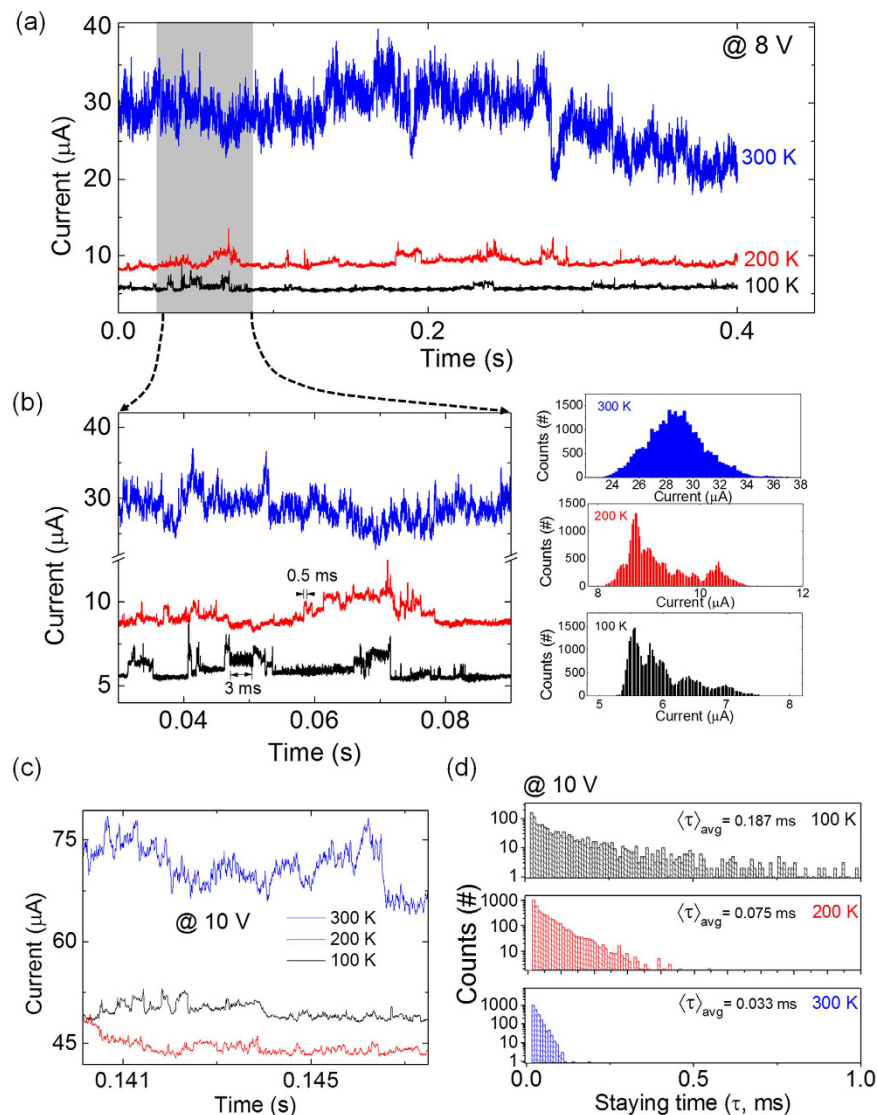 (a)
@ 8 V
40
30
20
10
Current (μA)
300 K
200 K
100 K
0.0
0.2
0.4
Time (s)
(b)
40
30
10
5
Current (μA)
0.5 ms
3 ms
0.04
0.06
0.08
Time (s)
1500
1000
500
0
Counts (#)
300 K
24 26 28 30 32 34 36 38
Current (μA)
1500
1000
500
0
Counts (#)
200 K
8 10 12
Current (μA)
1500
1000
500
0
Counts (#)
100 K
5 6 7 8
Current (μA)
(c)
75
60
45
Current (μA)
@ 10 V
300 K
200 K
100 K
0.141
0.145
Time (s)
(d)
@ 10 V
100
10
1
⟨τ⟩avg = 0.187 ms
100 K
1000
100
10
⟨τ⟩avg = 0.075 ms
200 K
1000
100
10
1
⟨τ⟩avg = 0.033 ms
300 K
Counts (#)
0.0
0.5
1.0
Staying time (τ, ms)